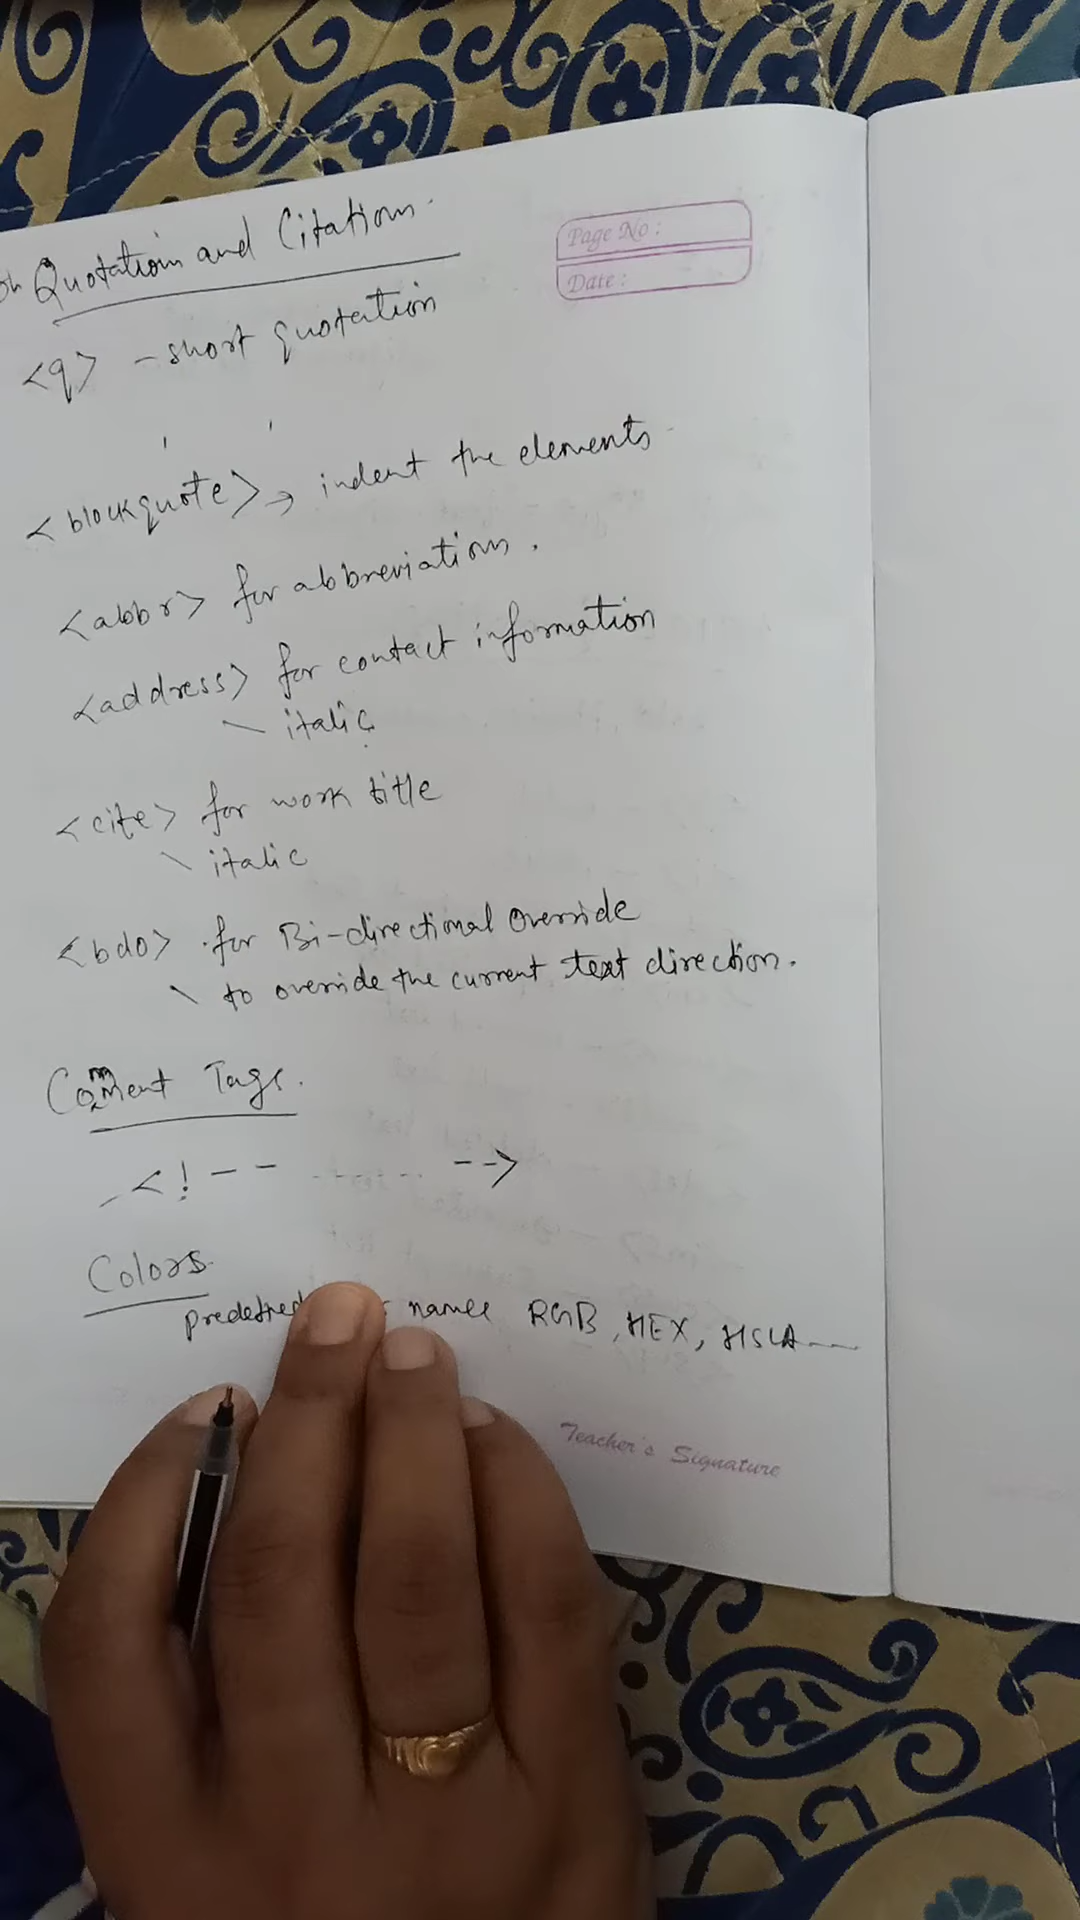 Quotation and Citation.
Page No :
Date :
<q> - short quotation
<blockquote> → indent the elements
<abbr> for abbreviation.
<address> for contact information
\ italic
<cite> for work title
\ italic
<bdo> for Bi-directional override
\ to override the current text direction.
Comment Tags.
<! -- ------ -->
Colors
names RGB, HEX, HSLA
Teacher's Signature